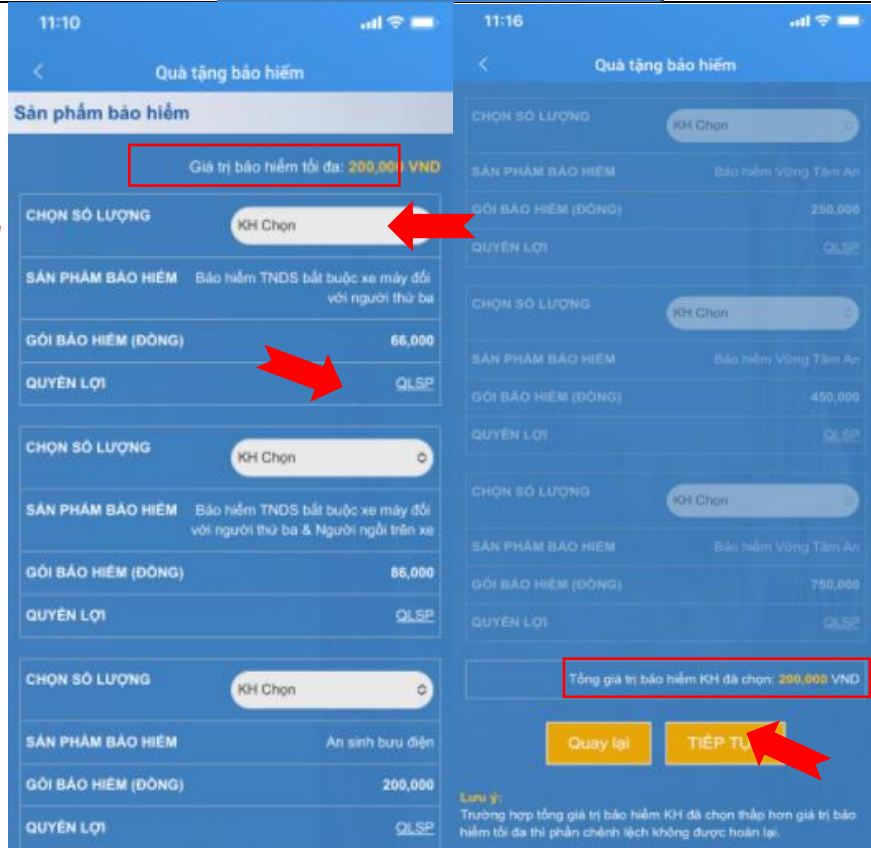 11:10
Quà tặng bảo hiểm
Sản phẩm bảo hiểm
Giá trị bảo hiểm tối đa: 200,000 VND
CHỌN SỐ LƯỢNG
KH Chọn
SẢN PHẨM BẢO HIỂM
Bảo hiểm TNDS bắt buộc xe máy đối
với người thứ ba
GÓI BẢO HIỂM (ĐỒNG)
66,000
QUYỀN LỢI
QLSP
CHỌN SỐ LƯỢNG
KH Chọn
SẢN PHẨM BẢO HIỂM
Bảo hiểm TNDS bắt buộc xe máy đối
với người thứ ba & Người ngồi trên xe
GÓI BẢO HIỂM (ĐỒNG)
86,000
QUYỀN LỢI
QLSP
CHỌN SỐ LƯỢNG
KH Chọn
SẢN PHẨM BẢO HIỂM
An sinh bưu điện
GÓI BẢO HIỂM (ĐỒNG)
200,000
QUYỀN LỢI
QLSP
11:16
Quà tặng bảo hiểm
CHỌN SỐ LƯỢNG
KH Chọn
SẢN PHẨM BẢO HIỂM
Bảo hiểm Vững Tâm An
GÓI BẢO HIỂM (ĐỒNG)
250,000
QUYỀN LỢI
QLSP
CHỌN SỐ LƯỢNG
KH Chọn
SẢN PHẨM BẢO HIỂM
Bảo hiểm Vững Tâm An
GÓI BẢO HIỂM (ĐỒNG)
450,000
QUYỀN LỢI
QLSP
CHỌN SỐ LƯỢNG
KH Chọn
SẢN PHẨM BẢO HIỂM
Bảo hiểm Vững Tâm An
GÓI BẢO HIỂM (ĐỒNG)
750,000
QUYỀN LỢI
QLSP
Tổng giá trị bảo hiểm KH đã chọn: 200,000 VND
Quay lại
TIẾP
Lưu ý:
Trường hợp tổng giá trị bảo hiểm KH đã chọn thấp hơn giá trị bảo
hiểm tối đa thì phần chênh lệch không được hoàn lại.